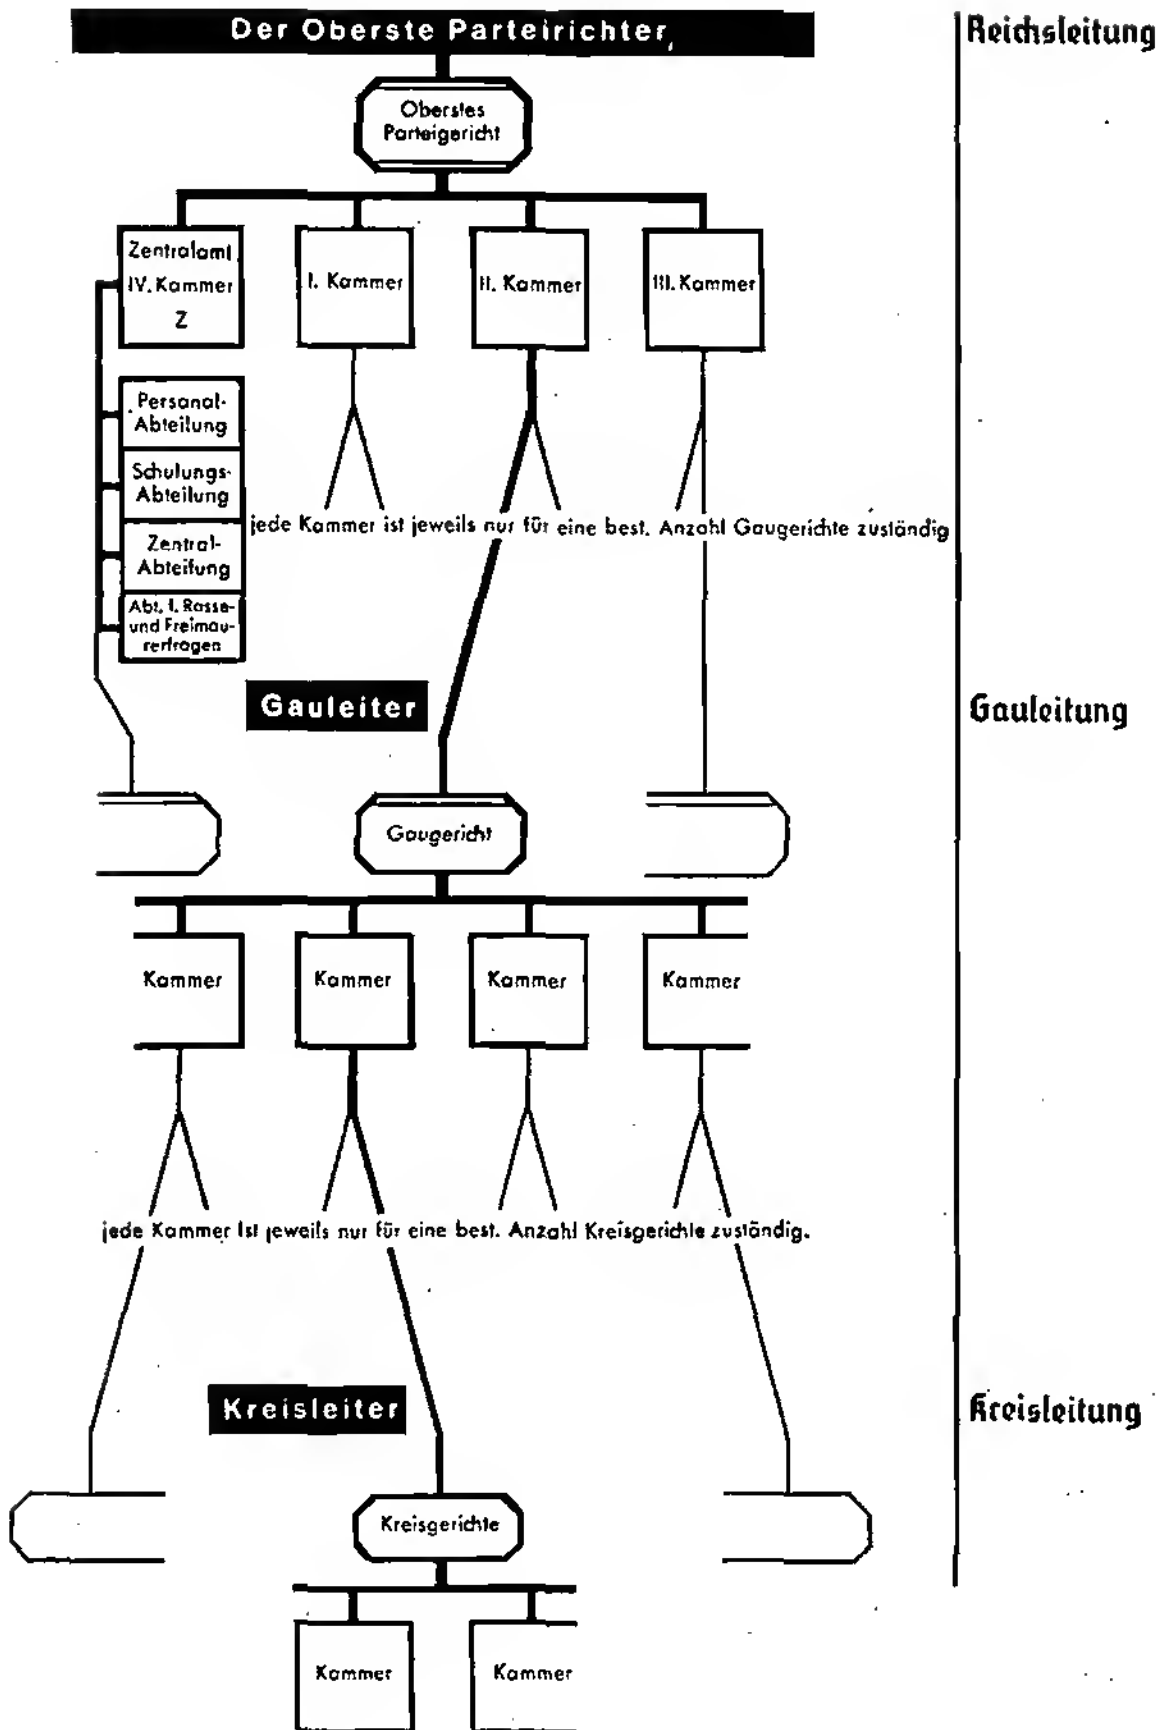 Der Oberste Parteirichter,
Reichsleitung
Oberstes
Parteigericht
Zentralamt
IV. Kammer
Z
I. Kammer
II. Kammer
III. Kammer
Personal-
Abteilung
Schulungs-
Abteilung
Zentral-
Abteilung
Abt. f. Rasse-
und Freimau-
rerfragen
jede Kammer ist jeweils nur für eine best. Anzahl Gaugerichte zuständig
Gauleiter
Gauleitung
Gaugericht
Kammer
Kammer
Kammer
Kammer
jede Kammer ist jeweils nur für eine best. Anzahl Kreisgerichte zuständig.
Kreisleiter
Kreisleitung
Kreisgerichte
Kammer
Kammer